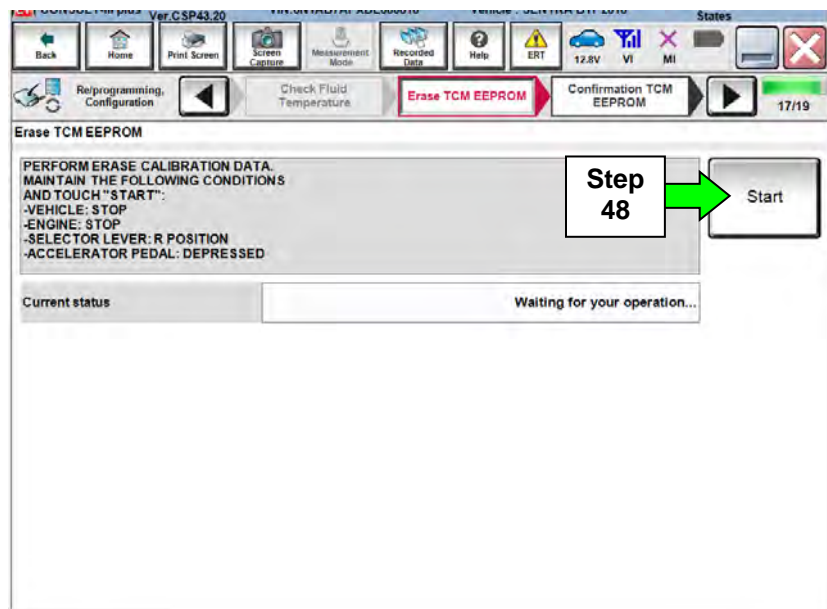 Ver.CSP43.20
States
Back
Home
Print Screen
Screen Capture
Measurement Mode
Recorded Data
Help
ERT
12.8V
VI
MI
Re/programming, Configuration
Check Fluid Temperature
Erase TCM EEPROM
Confirmation TCM EEPROM
17/19
Erase TCM EEPROM
PERFORM ERASE CALIBRATION DATA.
MAINTAIN THE FOLLOWING CONDITIONS
AND TOUCH "START":
-VEHICLE: STOP
-ENGINE: STOP
-SELECTOR LEVER: R POSITION
-ACCELERATOR PEDAL: DEPRESSED
Step
48
Start
Current status
Waiting for your operation...